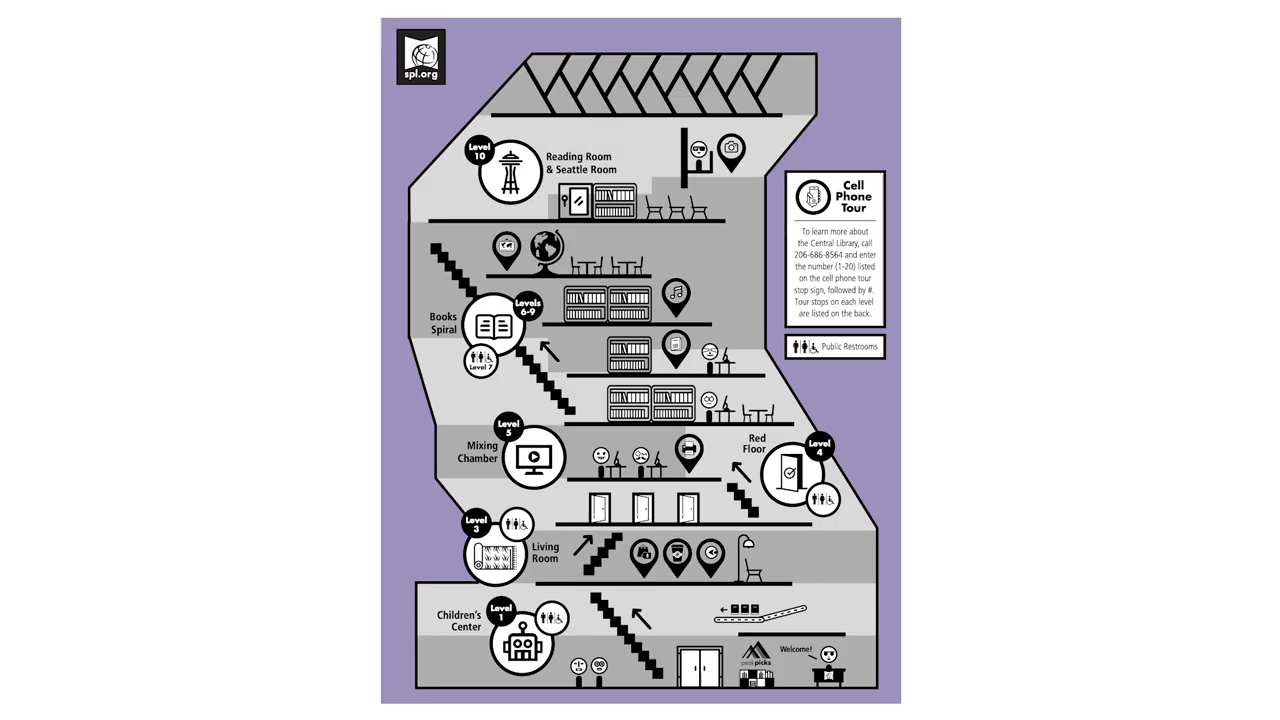 spl.org
Level
10
Reading Room
& Seattle Room
Cell
Phone
Tour
To learn more about
the Central Library, call
206-686-8564 and enter
the number (1-20) listed
on the cell phone tour
stop sign, followed by #.
Tour stops on each level
are listed on the back.
Public Restrooms
Levels
6-9
Books
Spiral
Level 7
Level
5
Mixing
Chamber
Red
Floor
Level
4
Level
3
Living
Room
Children's
Center
Level
1
peakpicks
Welcome!